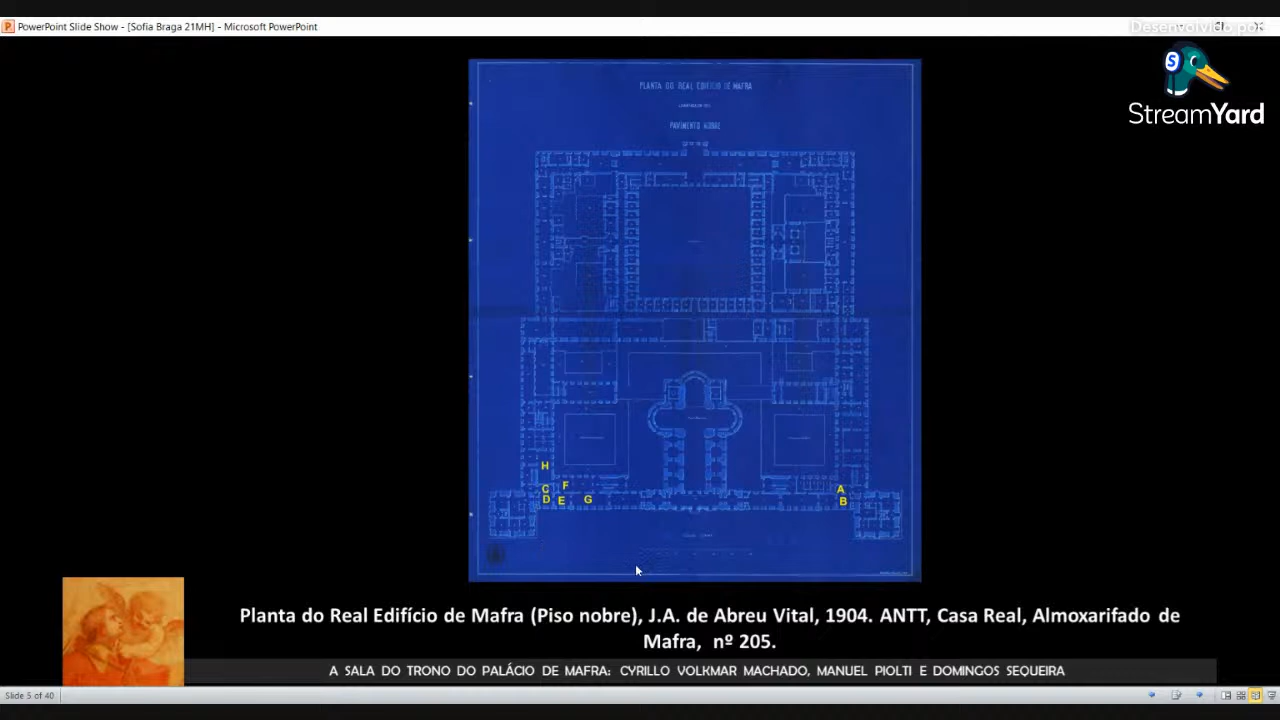 PowerPoint Slide Show - [Sofia Braga 21MH] - Microsoft PowerPoint
Desenvolvido por
StreamYard
PLANTA DO REAL EDIFICIO DE MAFRA
PAVIMENTO NOBRE
H
C
F
D
E
G
A
B
Planta do Real Edifício de Mafra (Piso nobre), J.A. de Abreu Vital, 1904. ANTT, Casa Real, Almoxarifado de
Mafra, nº 205.
A SALA DO TRONO DO PALÁCIO DE MAFRA: CYRILLO VOLKMAR MACHADO, MANUEL PIOLTI E DOMINGOS SEQUEIRA
Slide 5 of 40